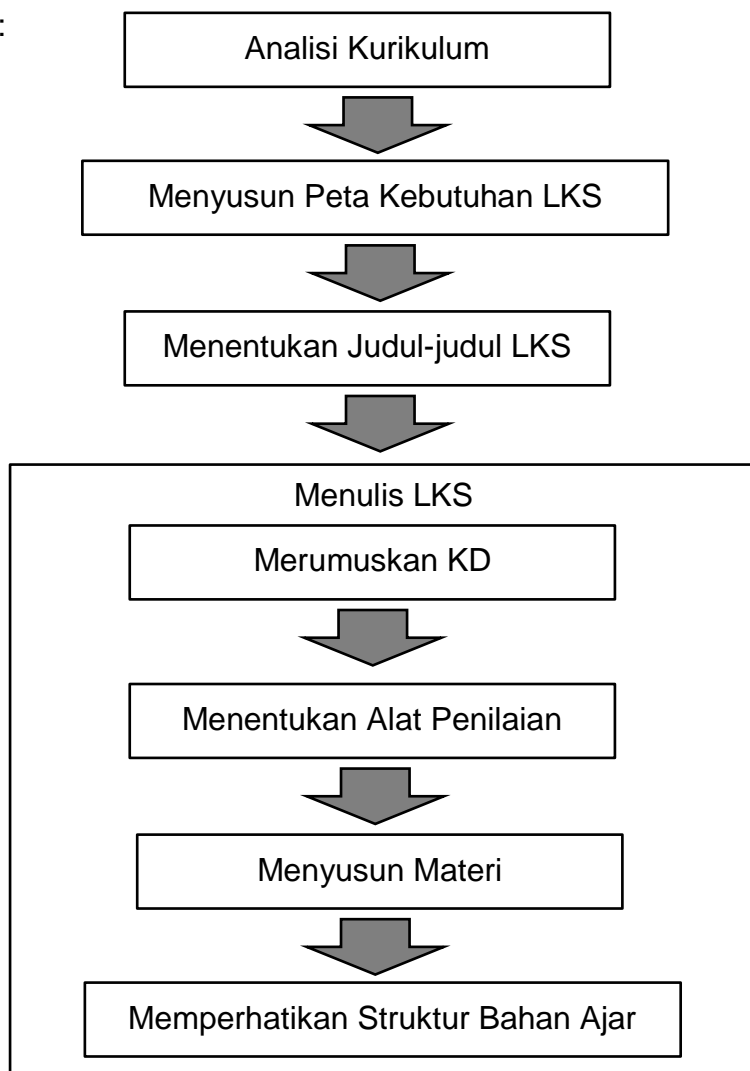 :
Analisi Kurikulum
Menyusun Peta Kebutuhan LKS
Menentukan Judul-judul LKS
Menulis LKS
Merumuskan KD
Menentukan Alat Penilaian
Menyusun Materi
Memperhatikan Struktur Bahan Ajar